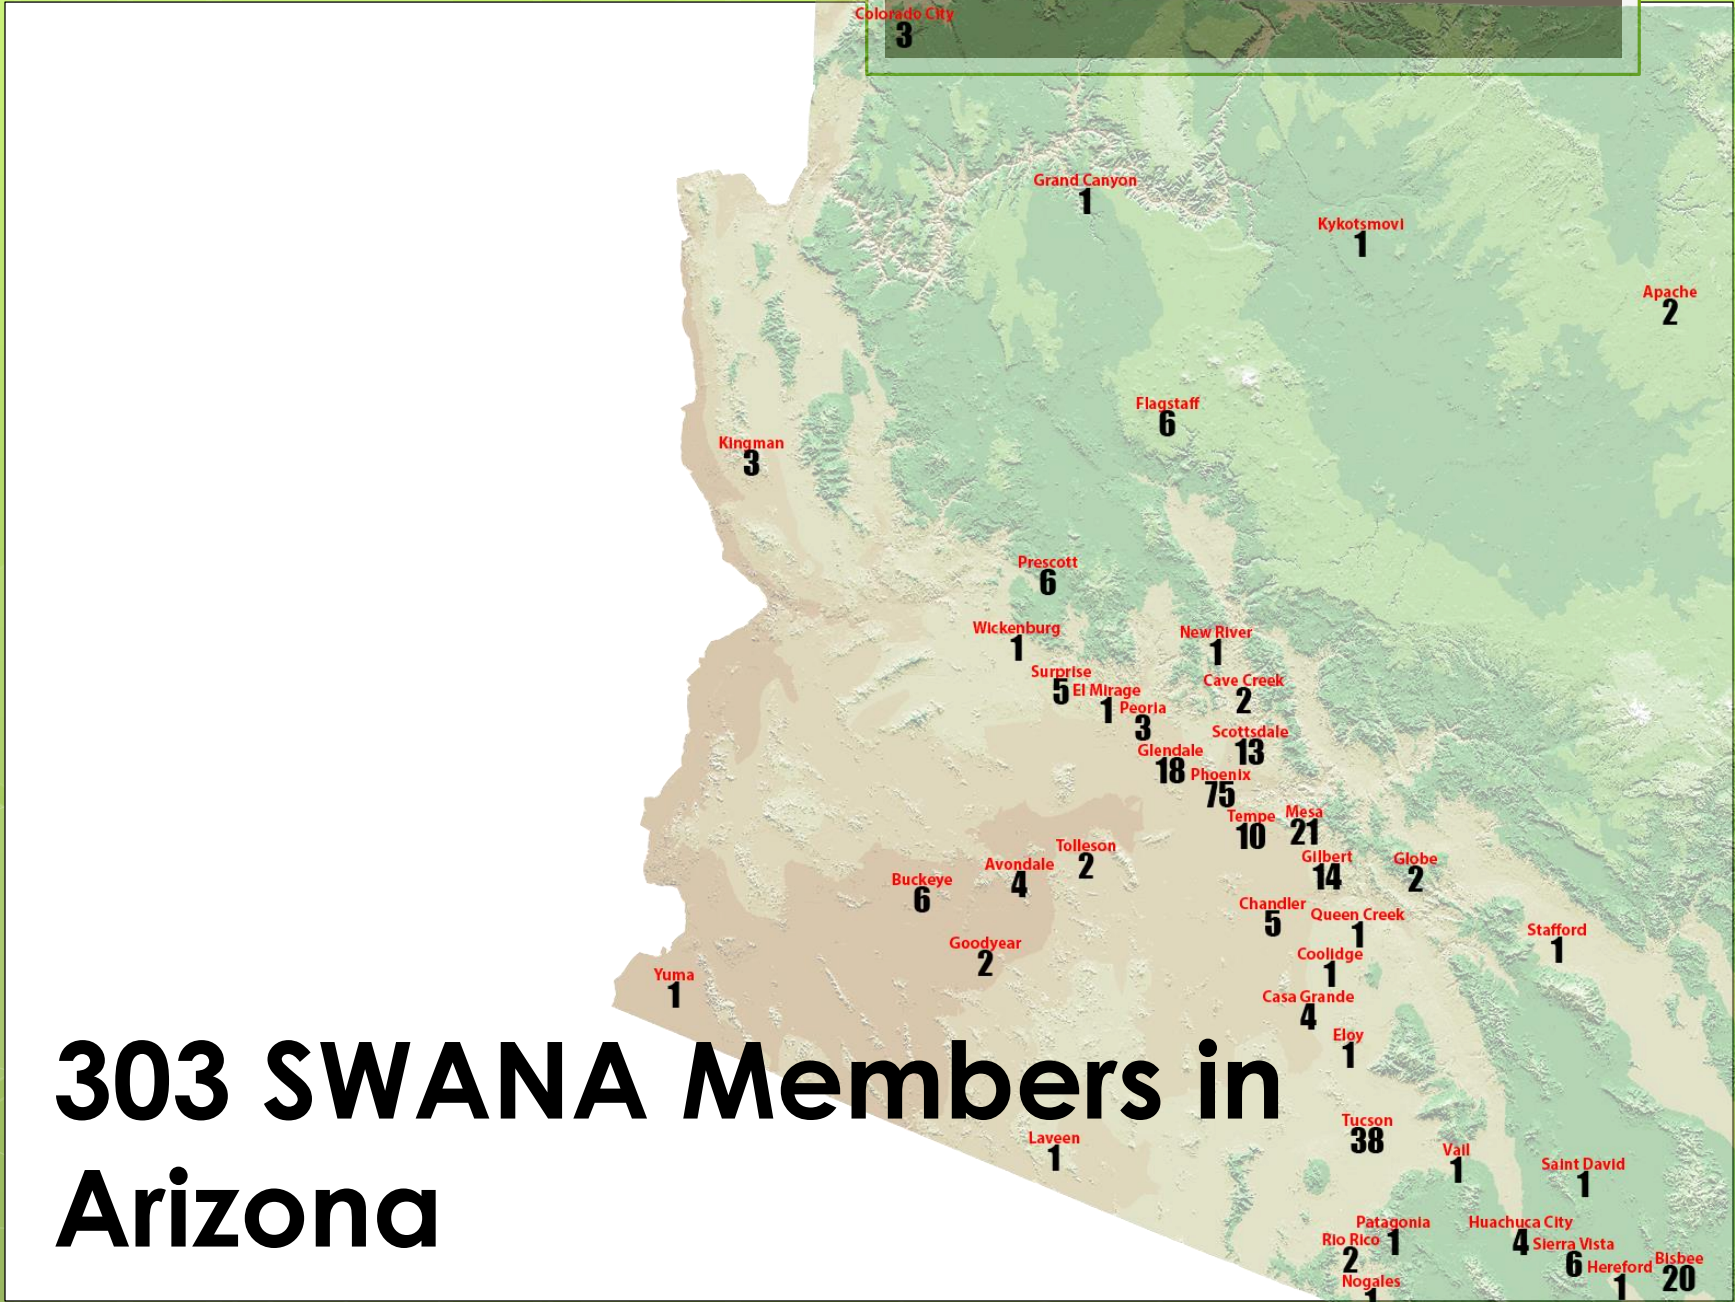 Colorado City
3
Grand Canyon
1
Kykotsmovi
1
Apache
2
Flagstaff
6
Kingman
3
Prescott
6
Wickenburg
1
New River
1
Surprise
5
El Mirage
1
Cave Creek
2
Peoria
3
Scottsdale
13
Glendale
18
Phoenix
75
Tempe
10
Mesa
21
Tolleson
2
Avondale
4
Buckeye
6
Gilbert
14
Globe
2
Chandler
5
Queen Creek
1
Stafford
1
Goodyear
2
Coolidge
1
Yuma
1
Casa Grande
4
Eloy
1
303 SWANA Members in
Arizona
Tucson
38
Laveen
1
Vail
1
Saint David
1
Patagonia
1
Huachuca City
4
Rio Rico
2
Sierra Vista
6
Hereford
1
Bisbee
20
Nogales
1